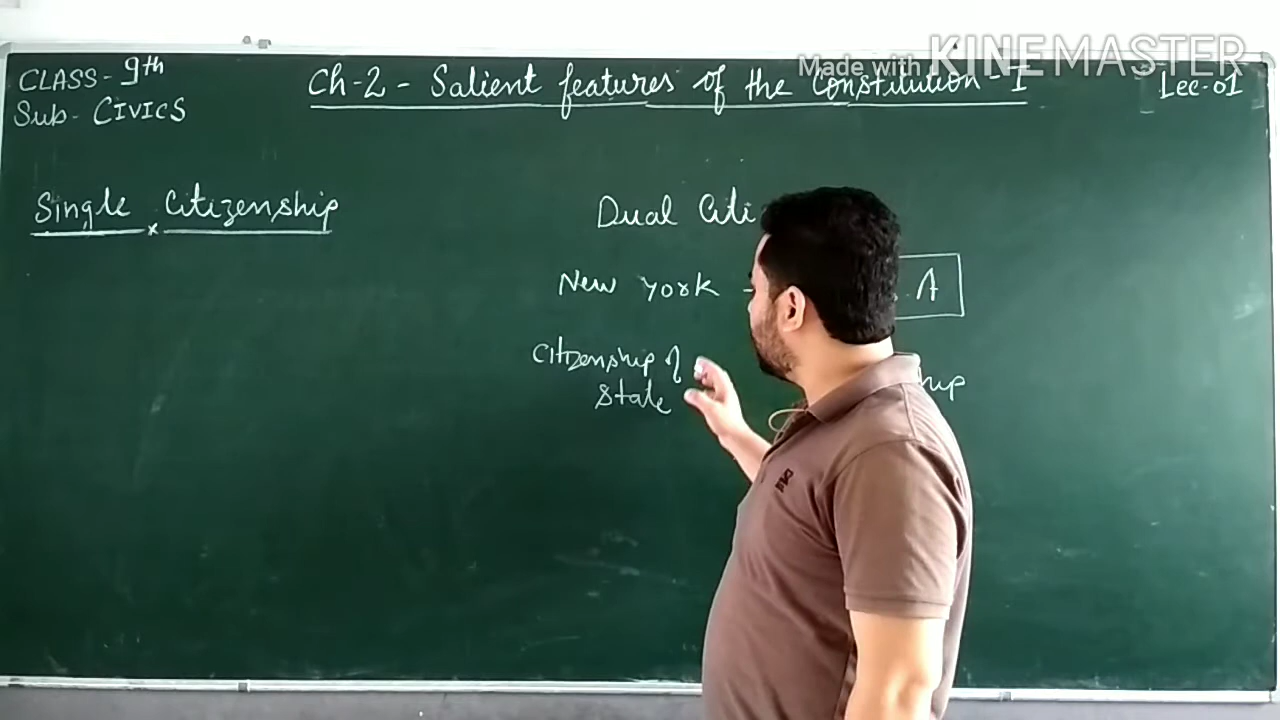 Made with KINEMASTER
CLASS- 9th
Sub- CIVICS
Ch-2 - Salient features of the Constitution - I
Lec-01
Single Citizenship
Dual Citi
New York -
. A
Citizenship of
State
hip